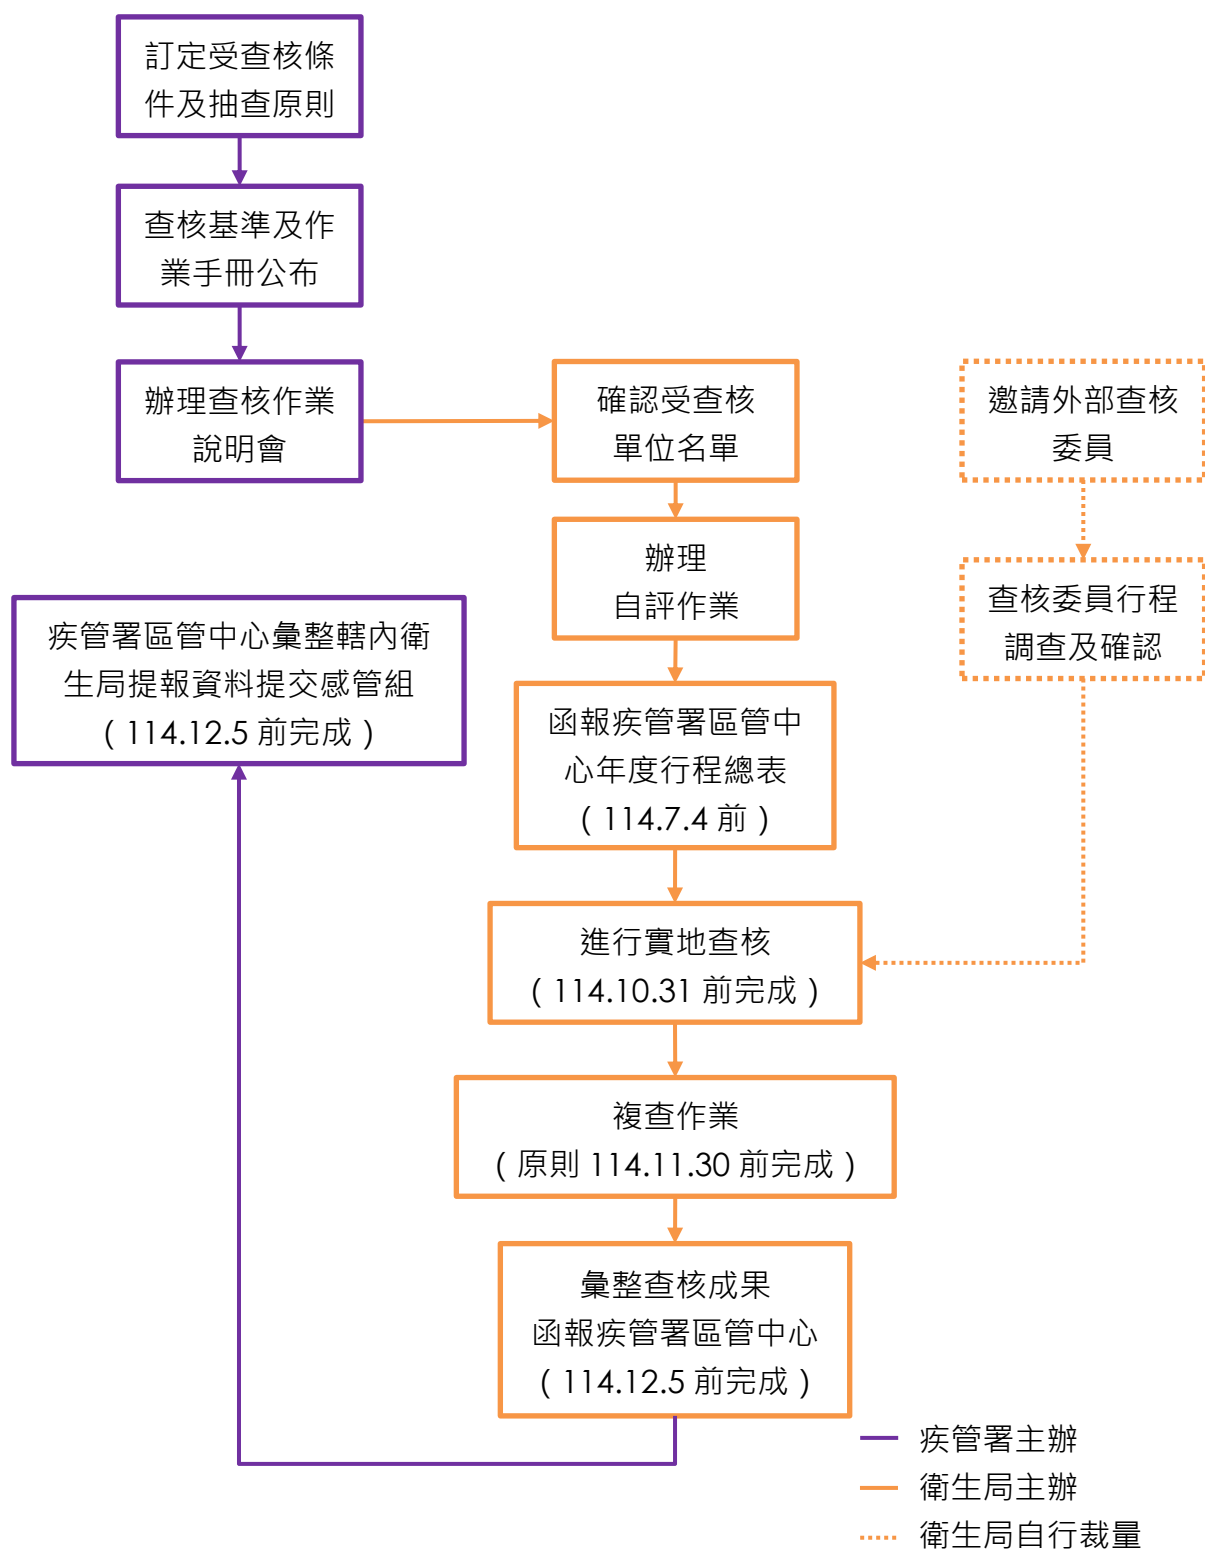 訂定受查核條
件及抽查原則
查核基準及作
業手冊公布
辦理查核作業
說明會
確認受查核
單位名單
邀請外部查核
委員
辦理
自評作業
查核委員行程
調查及確認
疾管署區管中心彙整轄內衛
生局提報資料提交感管組
(114.12.5 前完成)
函報疾管署區管中
心年度行程總表
(114.7.4 前)
進行實地查核
(114.10.31 前完成)
複查作業
(原則 114.11.30 前完成)
彙整查核成果
函報疾管署區管中心
(114.12.5 前完成)
疾管署主辦
衛生局主辦
衛生局自行裁量